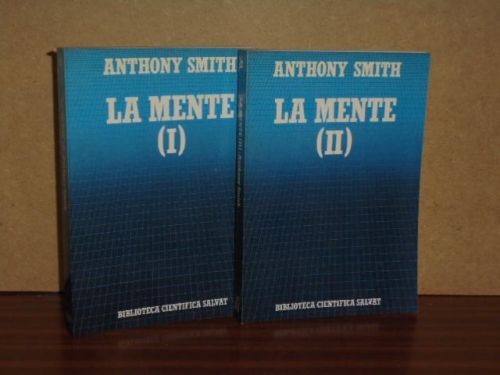 ANTHONY SMITH
LA MENTE
(I)
BIBLIOTECA CIENTIFICA SALVAT
ANTHONY SMITH
LA MENTE
(II)
BIBLIOTECA CIENTIFICA SALVAT